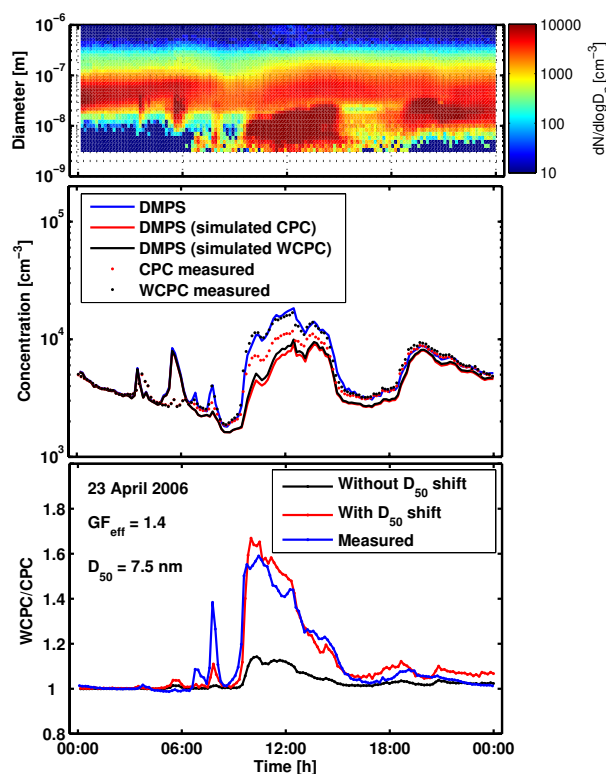 10^-6
10^-7
10^-8
10^-9
Diameter [m]
10000
1000
100
10
dN/dlogD_p [cm^-3]
DMPS
DMPS (simulated CPC)
DMPS (simulated WCPC)
CPC measured
WCPC measured
10^5
10^4
10^3
Concentration [cm^-3]
23 April 2006
GF_eff = 1.4
D_50 = 7.5 nm
Without D_50 shift
With D_50 shift
Measured
1.8
1.6
1.4
1.2
1
0.8
WCPC/CPC
00:00 06:00 12:00 18:00 00:00
Time [h]